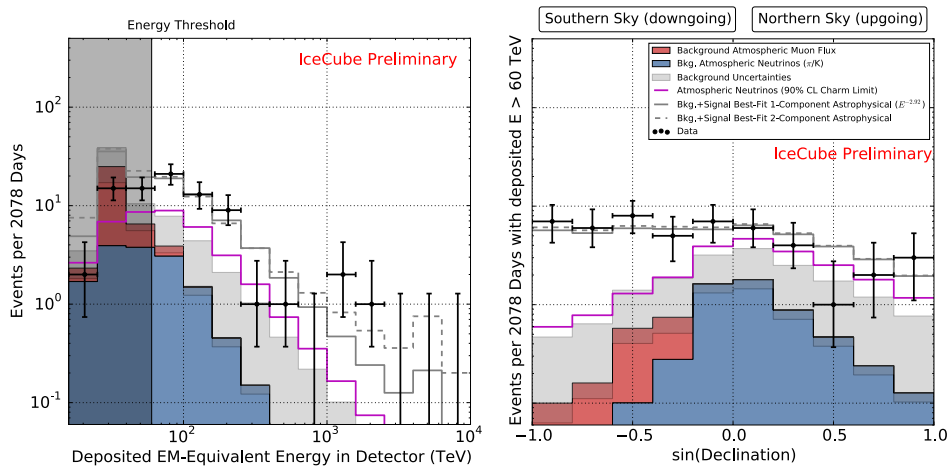 Energy Threshold
IceCube Preliminary
Events per 2078 Days
10^2
10^1
10^0
10^-1
10^2
10^3
10^4
Deposited EM-Equivalent Energy in Detector (TeV)
Southern Sky (downgoing)
Northern Sky (upgoing)
Background Atmospheric Muon Flux
Bkg. Atmospheric Neutrinos (π/K)
Background Uncertainties
Atmospheric Neutrinos (90% CL Charm Limit)
Bkg.+Signal Best-Fit 1-Component Astrophysical (E^-2.92)
Bkg.+Signal Best-Fit 2-Component Astrophysical
Data
IceCube Preliminary
Events per 2078 Days with deposited E > 60 TeV
−1.0
−0.5
0.0
0.5
1.0
sin(Declination)